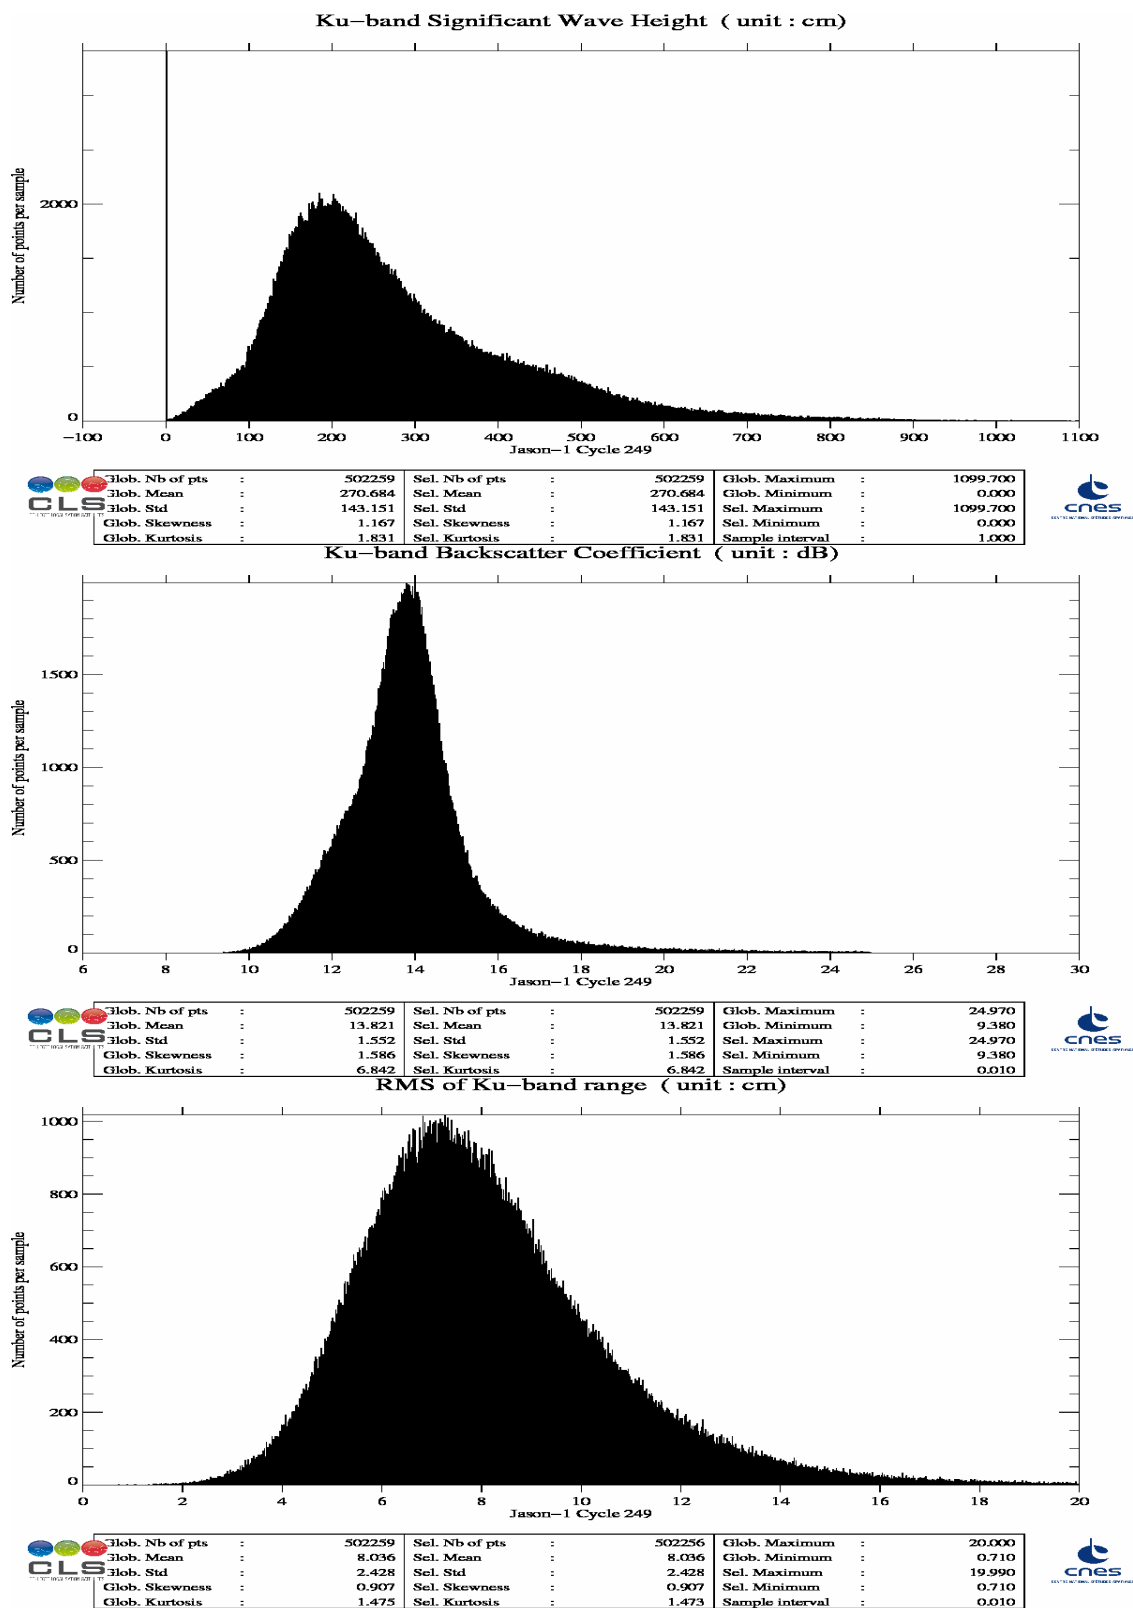 Ku-band Significant Wave Height ( unit : cm)
Number of points per sample
2000
0
-100 0 100 200 300 400 500 600 700 800 900 1000 1100
Jason-1 Cycle 249
CLS
Glob. Nb of pts : 502259 Sel. Nb of pts : 502259 Glob. Maximum : 1099.700
Glob. Mean : 270.684 Sel. Mean : 270.684 Glob. Minimum : 0.000
Glob. Std : 143.151 Sel. Std : 143.151 Sel. Maximum : 1099.700
Glob. Skewness : 1.167 Sel. Skewness : 1.167 Sel. Minimum : 0.000
Glob. Kurtosis : 1.831 Sel. Kurtosis : 1.831 Sample interval : 1.000
cnes
Ku-band Backscatter Coefficient ( unit : dB)
Number of points per sample
1500
1000
500
0
6 8 10 12 14 16 18 20 22 24 26 28 30
Jason-1 Cycle 249
CLS
Glob. Nb of pts : 502259 Sel. Nb of pts : 502259 Glob. Maximum : 24.970
Glob. Mean : 13.821 Sel. Mean : 13.821 Glob. Minimum : 9.380
Glob. Std : 1.552 Sel. Std : 1.552 Sel. Maximum : 24.970
Glob. Skewness : 1.586 Sel. Skewness : 1.586 Sel. Minimum : 9.380
Glob. Kurtosis : 6.842 Sel. Kurtosis : 6.842 Sample interval : 0.010
cnes
RMS of Ku-band range ( unit : cm)
Number of points per sample
1000
800
600
400
200
0
0 2 4 6 8 10 12 14 16 18 20
Jason-1 Cycle 249
CLS
Glob. Nb of pts : 502259 Sel. Nb of pts : 502256 Glob. Maximum : 20.000
Glob. Mean : 8.036 Sel. Mean : 8.036 Glob. Minimum : 0.710
Glob. Std : 2.428 Sel. Std : 2.428 Sel. Maximum : 19.990
Glob. Skewness : 0.907 Sel. Skewness : 0.907 Sel. Minimum : 0.710
Glob. Kurtosis : 1.475 Sel. Kurtosis : 1.473 Sample interval : 0.010
cnes